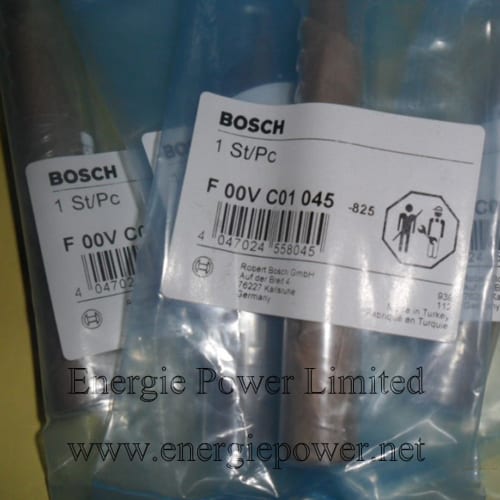 BOSCH
1 St/Pc
F 00V C01 045 -825
4 047024 558045
Robert Bosch GmbH
Auf der Breit 4
76227 Karlsruhe
Germany
Made in Turkey
Fabriqué en Turquie
BOSCH
1 St/Pc
F 00V C0
4 04702
Energie Power Limited
www.energiepower.net